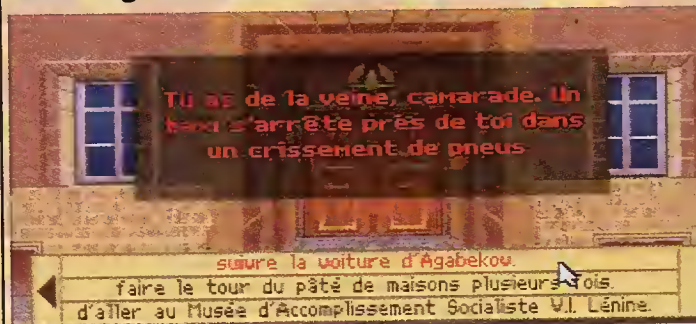 Tu as de la veine, camarade. Un
taxi s'arrête près de toi dans
un crissement de pneus
suivre la voiture d'Agabekov.
faire le tour du pâté de maisons plusieurs fois.
d'aller au Musée d'Accomplissement Socialiste V.I. Lénine.